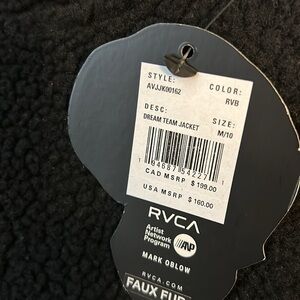 STYLE: COLOR:
AVJJK00162 RVB
DESC: SIZE:
DREAM TEAM JACKET M/10
CAD MSRP $ 199.00
USA MSRP $ 160.00
RVCA
Artist
Network
Program
ANP
MARK OBLOW
RVCA.COM
FAUX FUR